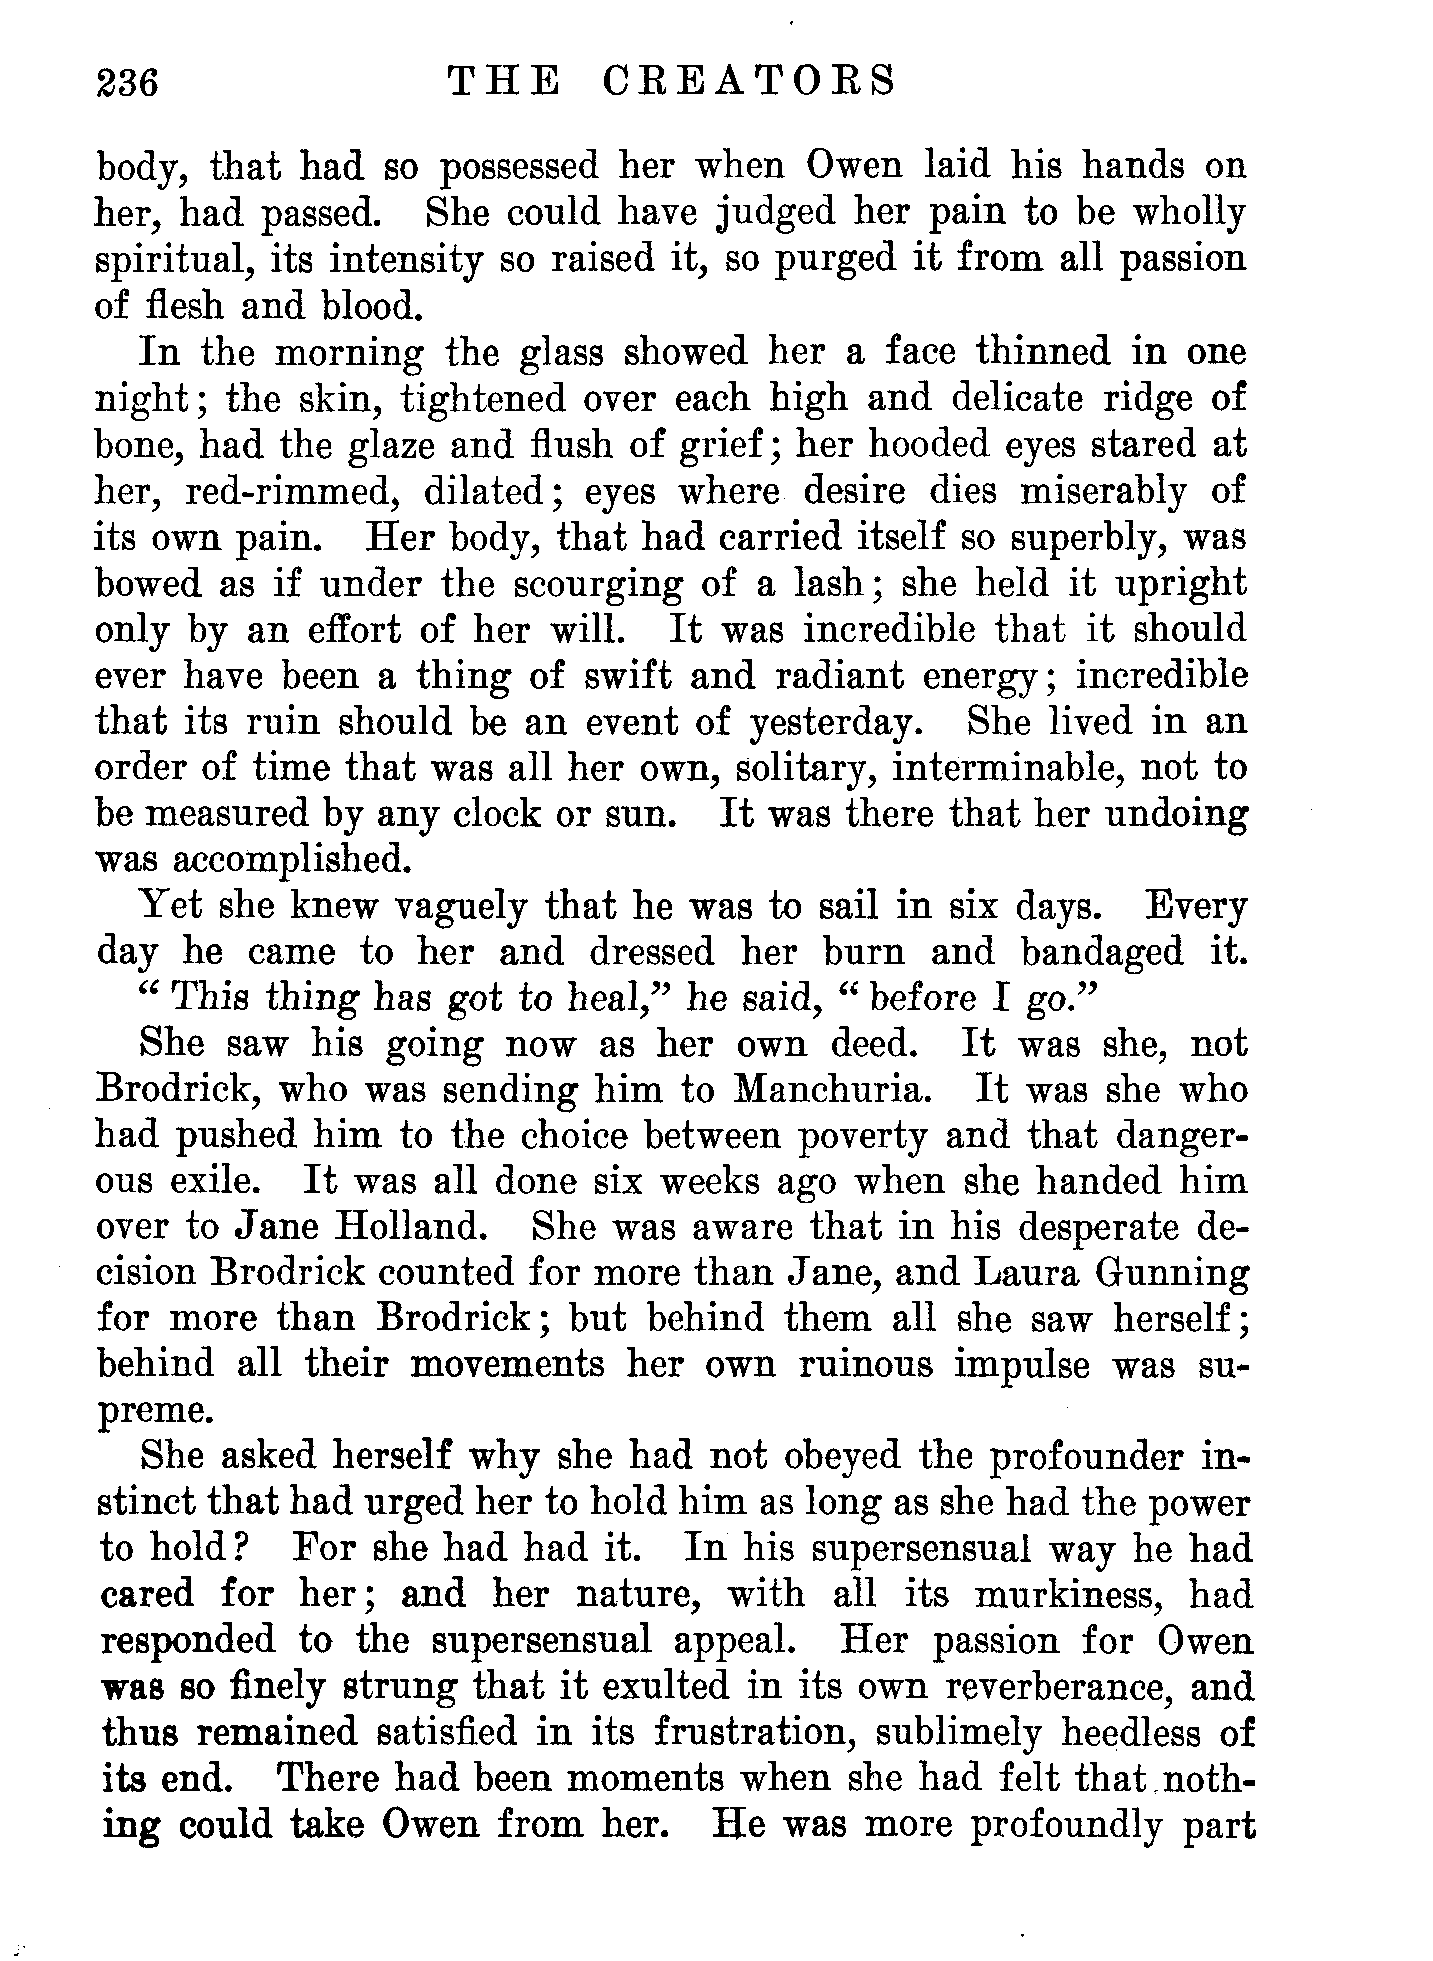 236 THE CREATORS
body, that had so possessed her when Owen laid his hands on
her, had passed. She could have judged her pain to be wholly
spiritual, its intensity so raised it, so purged it from all passion
of flesh and blood.
In the morning the glass showed her a face thinned in one
night; the skin, tightened over each high and delicate ridge of
bone, had the glaze and flush of grief; her hooded eyes stared at
her, red-rimmed, dilated; eyes where desire dies miserably of
its own pain. Her body, that had carried itself so superbly, was
bowed as if under the scourging of a lash; she held it upright
only by an effort of her will. It was incredible that it should
ever have been a thing of swift and radiant energy; incredible
that its ruin should be an event of yesterday. She lived in an
order of time that was all her own, solitary, interminable, not to
be measured by any clock or sun. It was there that her undoing
was accomplished.
Yet she knew vaguely that he was to sail in six days. Every
day he came to her and dressed her burn and bandaged it.
“This thing has got to heal,” he said, “before I go.”
She saw his going now as her own deed. It was she, not
Brodrick, who was sending him to Manchuria. It was she who
had pushed him to the choice between poverty and that danger-
ous exile. It was all done six weeks ago when she handed him
over to Jane Holland. She was aware that in his desperate de-
cision Brodrick counted for more than Jane, and Laura Gunning
for more than Brodrick; but behind them all she saw herself;
behind all their movements her own ruinous impulse was su-
preme.
She asked herself why she had not obeyed the profounder in-
stinct that had urged her to hold him as long as she had the power
to hold? For she had had it. In his supersensual way he had
cared for her; and her nature, with all its murkiness, had
responded to the supersensual appeal. Her passion for Owen
was so finely strung that it exulted in its own reverberance, and
thus remained satisfied in its frustration, sublimely heedless of
its end. There had been moments when she had felt that noth-
ing could take Owen from her. He was more profoundly part